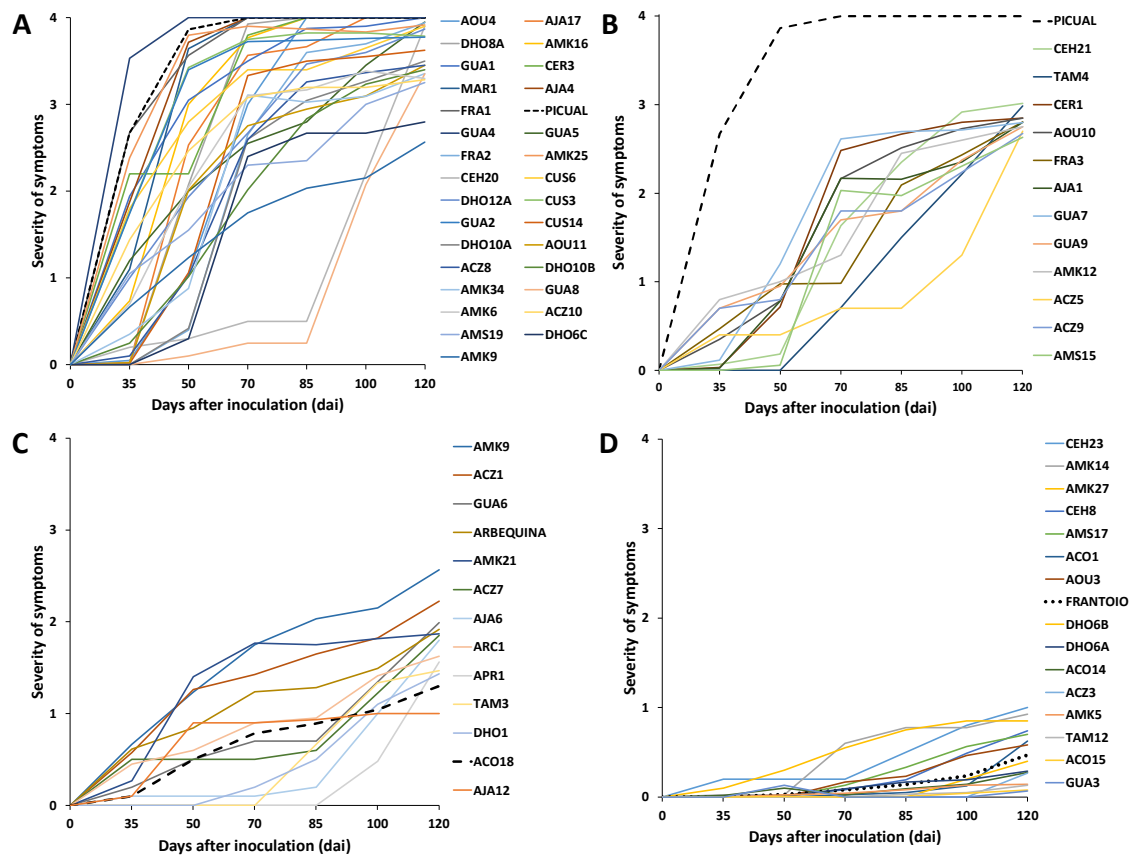 A
Severity of symptoms
4
3
2
1
0
0 35 50 70 85 100 120
Days after inoculation (dai)
AOU4 AJA17
DHO8A AMK16
GUA1 CER3
MAR1 AJA4
FRA1 PICUAL
GUA4 GUA5
FRA2 AMK25
CEH20 CUS6
DHO12A CUS3
GUA2 CUS14
DHO10A AOU11
ACZ8 DHO10B
AMK34 GUA8
AMK6 ACZ10
AMS19 DHO6C
AMK9
B
Severity of symptoms
4
3
2
1
0
0 35 50 70 85 100 120
Days after inoculation (dai)
PICUAL
CEH21
TAM4
CER1
AOU10
FRA3
AJA1
GUA7
GUA9
AMK12
ACZ5
ACZ9
AMS15
C
Severity of symptoms
4
3
2
1
0
0 35 50 70 85 100 120
Days after inoculation (dai)
AMK9
ACZ1
GUA6
ARBEQUINA
AMK21
ACZ7
AJA6
ARC1
APR1
TAM3
DHO1
ACO18
AJA12
D
Severity of symptoms
4
3
2
1
0
0 35 50 70 85 100 120
Days after inoculation (dai)
CEH23
AMK14
AMK27
CEH8
AMS17
ACO1
AOU3
FRANTOIO
DHO6B
DHO6A
ACO14
ACZ3
AMK5
TAM12
ACO15
GUA3